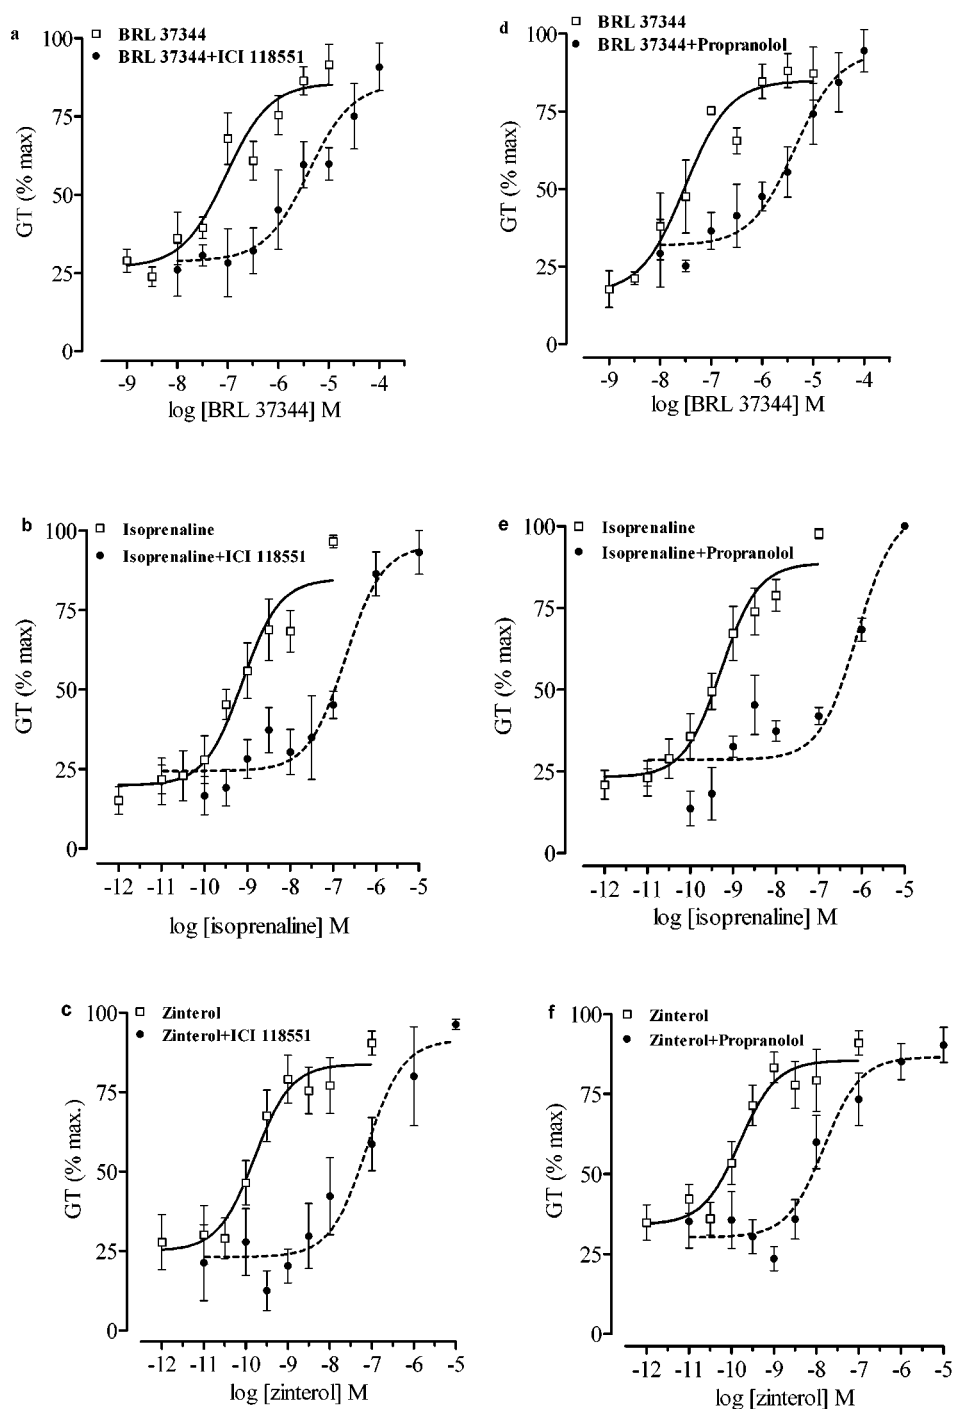 a
BRL 37344
BRL 37344+ICI 118551
100
75
50
25
0
GT (% max)
-9 -8 -7 -6 -5 -4
log [BRL 37344] M
d
BRL 37344
BRL 37344+Propranolol
100
75
50
25
0
GT (% max)
-9 -8 -7 -6 -5 -4
log [BRL 37344] M
b
Isoprenaline
Isoprenaline+ICI 118551
100
75
50
25
0
GT (% max)
-12 -11 -10 -9 -8 -7 -6 -5
log [isoprenaline] M
e
Isoprenaline
Isoprenaline+Propranolol
100
75
50
25
0
GT (% max)
-12 -11 -10 -9 -8 -7 -6 -5
log [isoprenaline] M
c
Zinterol
Zinterol+ICI 118551
100
75
50
25
0
GT (% max.)
-12 -11 -10 -9 -8 -7 -6 -5
log [zinterol] M
f
Zinterol
Zinterol+Propranolol
100
75
50
25
0
GT (% max)
-12 -11 -10 -9 -8 -7 -6 -5
log [zinterol] M